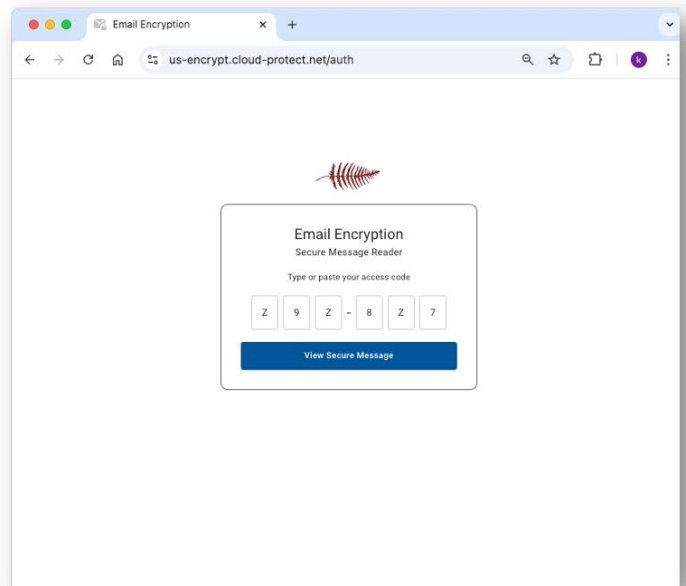 Email Encryption
us-encrypt.cloud-protect.net/auth
k
Email Encryption
Secure Message Reader
Type or paste your access code
Z 9 Z - 8 Z 7
View Secure Message